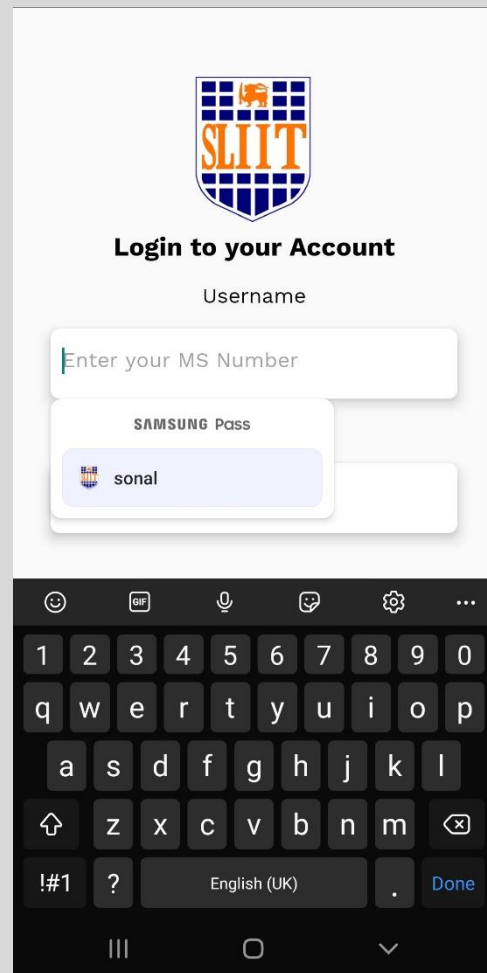 SLIIT
Login to your Account
Username
Enter your MS Number
SAMSUNG Pass
sonal
GIF
1 2 3 4 5 6 7 8 9 0
q w e r t y u i o p
a s d f g h j k l
z x c v b n m
!#1 ? English (UK) . Done